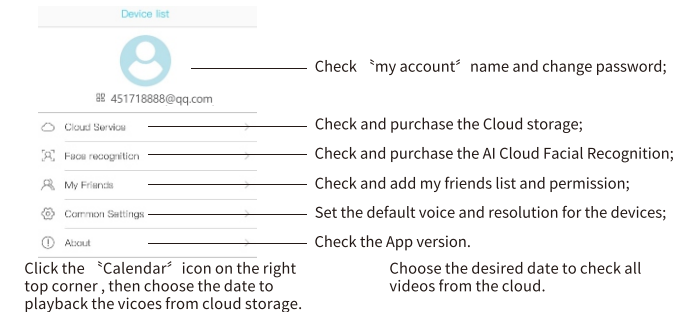 Device list
Check 〝my account〞 name and change password;
451718888@qq.com
Cloud Service Check and purchase the Cloud storage;
Face recognition Check and purchase the AI Cloud Facial Recognition;
My Friends Check and add my friends list and permission;
Common Settings Set the default voice and resolution for the devices;
About Check the App version.
Click the 〝Calendar〞 icon on the right
top corner , then choose the date to
playback the vicoes from cloud storage.
Choose the desired date to check all
videos from the cloud.